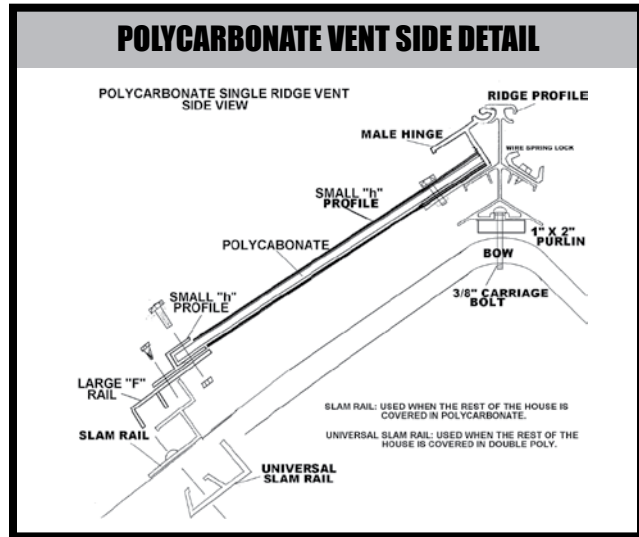 POLYCARBONATE VENT SIDE DETAIL
POLYCARBONATE SINGLE RIDGE VENT
SIDE VIEW
RIDGE PROFILE
MALE HINGE
WIRE SPRING LOCK
SMALL "h"
PROFILE
POLYCABONATE
1" X 2"
PURLIN
BOW
3/8" CARRIAGE
BOLT
SMALL "h"
PROFILE
LARGE "F"
RAIL
SLAM RAIL
UNIVERSAL
SLAM RAIL
SLAM RAIL: USED WHEN THE REST OF THE HOUSE IS
COVERED IN POLYCARBONATE.
UNIVERSAL SLAM RAIL: USED WHEN THE REST OF THE
HOUSE IS COVERED IN DOUBLE POLY.